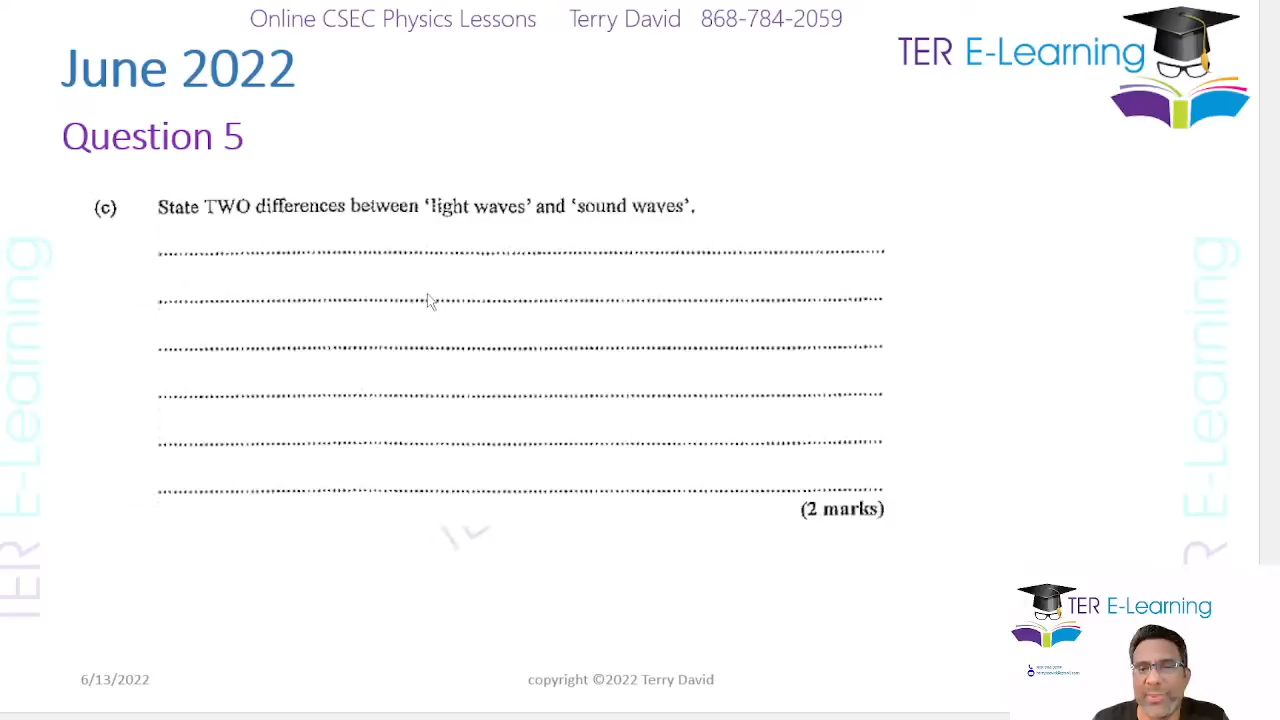 Online CSEC Physics Lessons Terry David 868-784-2059
TER E-Learning
June 2022
Question 5
(c) State TWO differences between ‘light waves’ and ‘sound waves’.
(2 marks)
TER E-Learning
R E-Learning
TER E-Learning
6/13/2022
copyright ©2022 Terry David